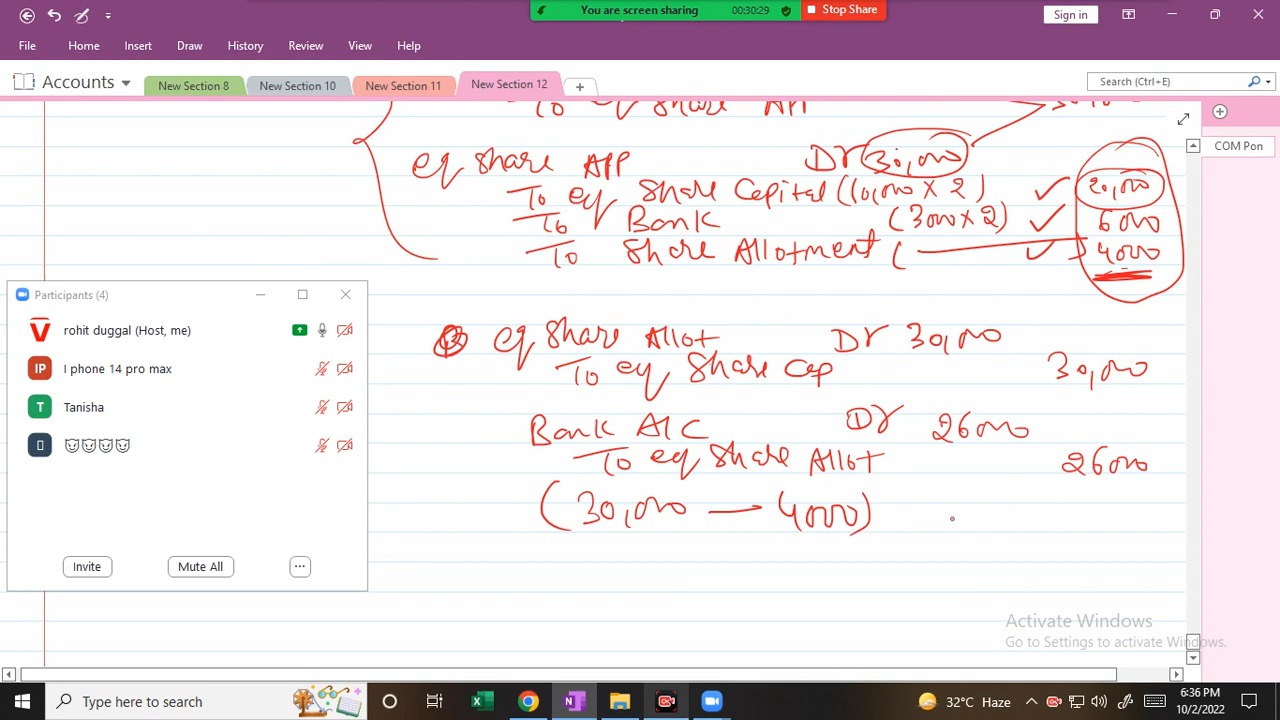 You are screen sharing
00:30:29
Stop Share
Sign in
File Home Insert Draw History Review View Help
Accounts
New Section 8 New Section 10 New Section 11 New Section 12
+
Search (Ctrl+E)
To eq Share APP
COM Pon
eq Share APP Dr 30,000
To eq Share Capital (10,000 X 2) 20,000
To Bank (3000 X 2) 6000
To Share Allotment ( 4000
Participants (4)
rohit duggal (Host, me)
IP I phone 14 pro max
T Tanisha
Invite Mute All ...
eq Share Allot Dr 30,000
To eq Share Cap 30,000
Bank A/C Dr 26000
To eq Share Allot 26000
(30,000 — 4000)
Activate Windows
Go to Settings to activate Windows.
Type here to search
32°C Haze
6:36 PM
10/2/2022